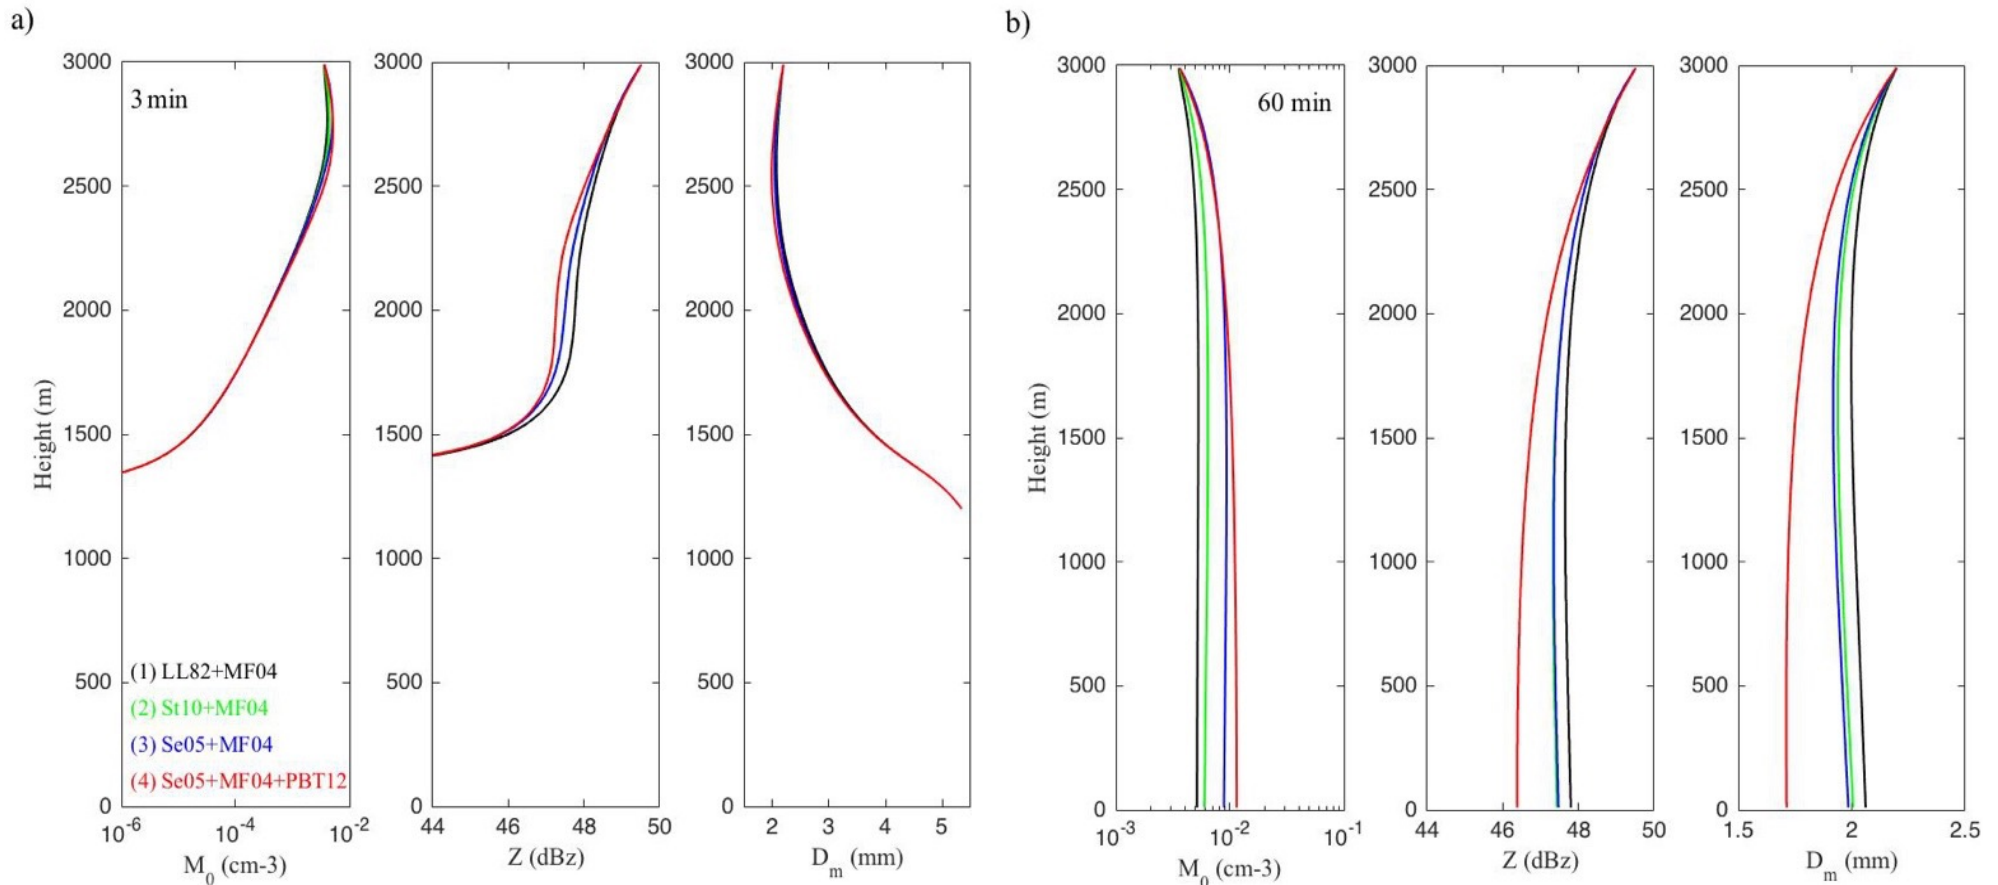 a)
3 min
Height (m)
3000
2500
2000
1500
1000
500
0
(1) LL82+MF04
(2) St10+MF04
(3) Se05+MF04
(4) Se05+MF04+PBT12
10-6 10-4 10-2
M0 (cm-3)
3000
2500
2000
1500
1000
500
0
44 46 48 50
Z (dBz)
3000
2500
2000
1500
1000
500
0
2 3 4 5
Dm (mm)
b)
60 min
Height (m)
3000
2500
2000
1500
1000
500
0
10-3 10-2 10-1
M0 (cm-3)
3000
2500
2000
1500
1000
500
0
44 46 48 50
Z (dBz)
3000
2500
2000
1500
1000
500
0
1.5 2 2.5
Dm (mm)